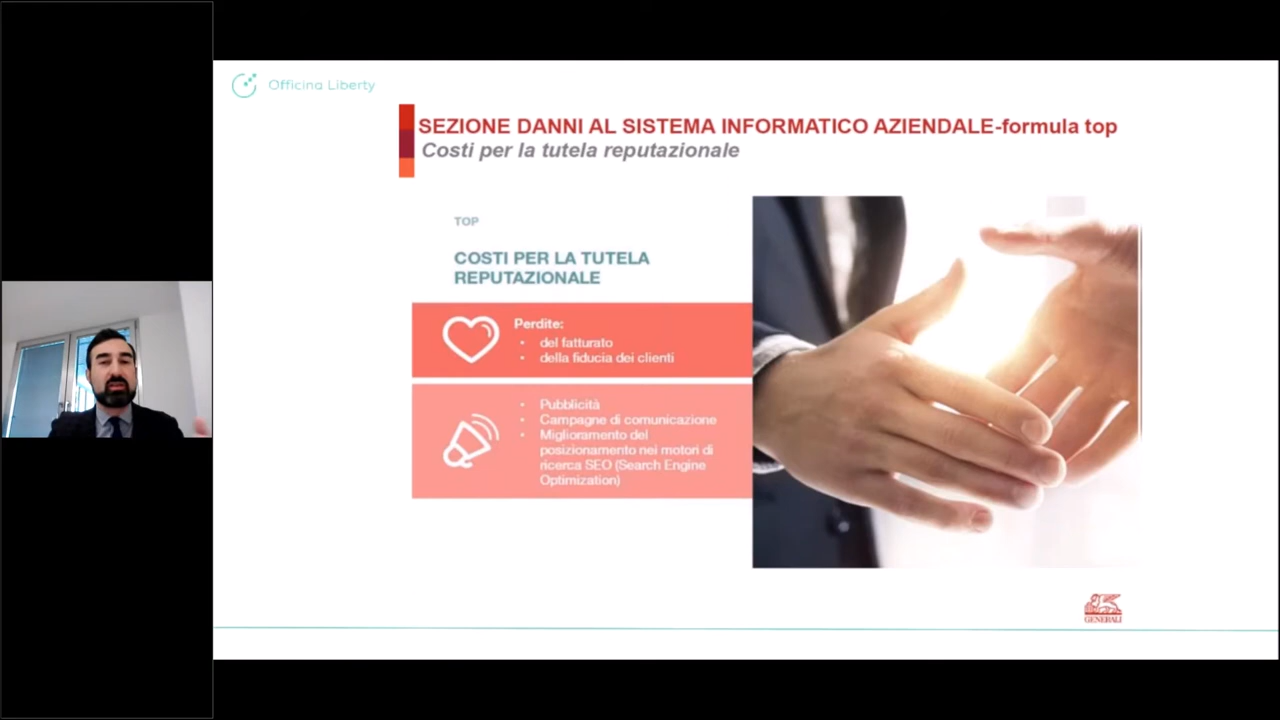 Officina Liberty
SEZIONE DANNI AL SISTEMA INFORMATICO AZIENDALE-formula top
Costi per la tutela reputazionale
TOP
COSTI PER LA TUTELA
REPUTAZIONALE
Perdite:
• del fatturato
• della fiducia dei clienti
• Pubblicità
• Campagne di comunicazione
• Miglioramento del
posizionamento nei motori di
ricerca SEO (Search Engine
Optimization)
GENERALI